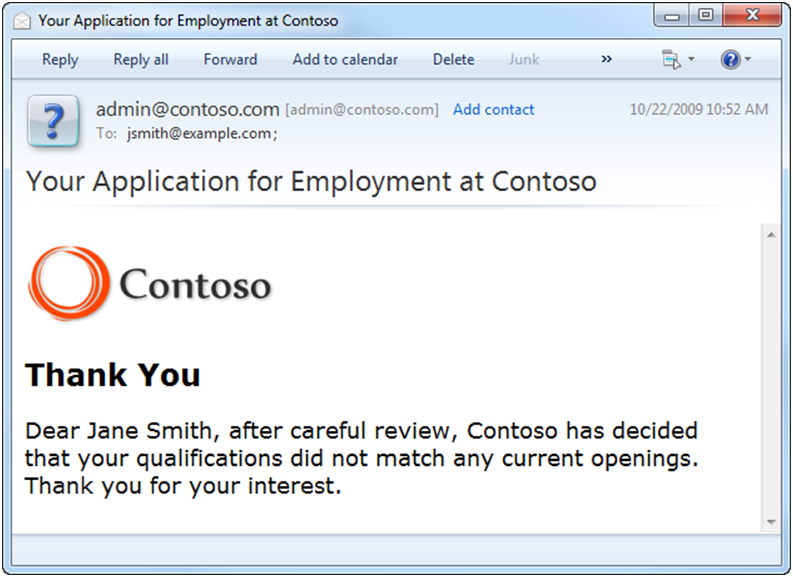 Your Application for Employment at Contoso
Reply Reply all Forward Add to calendar Delete Junk »
admin@contoso.com [admin@contoso.com] Add contact 10/22/2009 10:52 AM
To: jsmith@example.com;
Your Application for Employment at Contoso
Contoso
Thank You
Dear Jane Smith, after careful review, Contoso has decided
that your qualifications did not match any current openings.
Thank you for your interest.